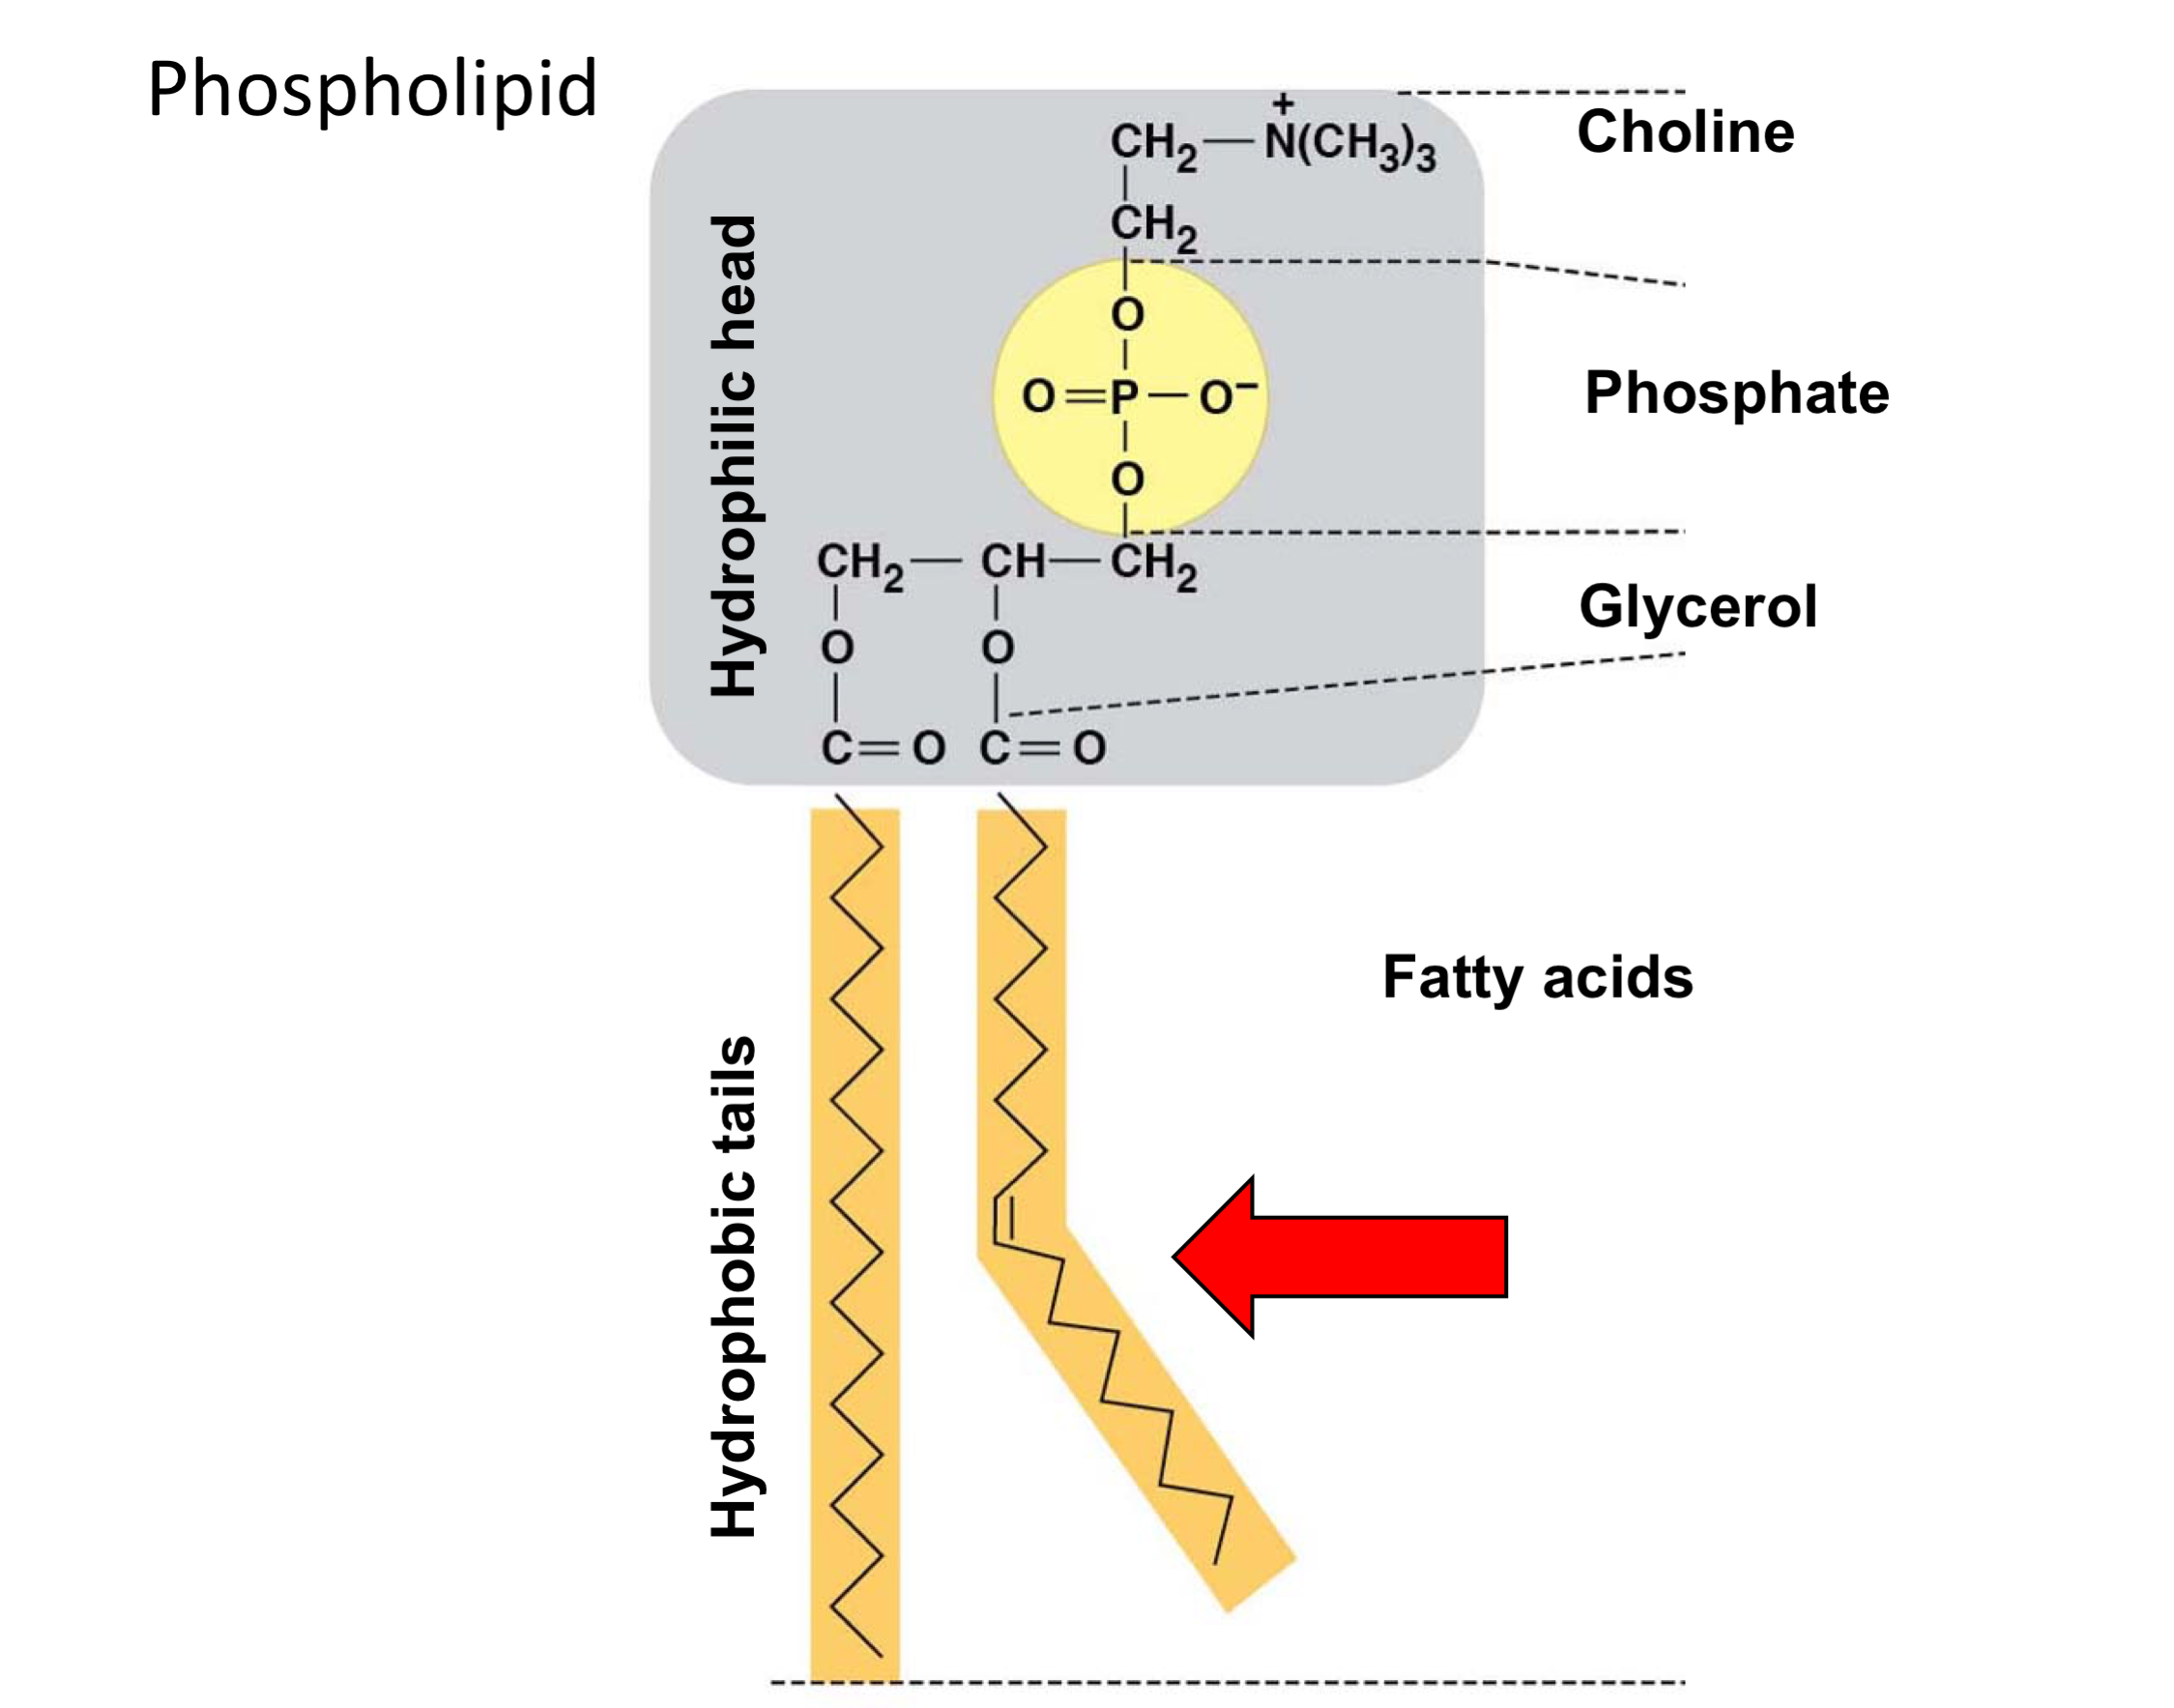 Phospholipid
Hydrophilic head
+
CH₂—N(CH₃)₃
Choline
CH₂
O
O=P—O⁻
Phosphate
O
CH₂—CH—CH₂
Glycerol
O O
C=O C=O
Hydrophobic tails
Fatty acids